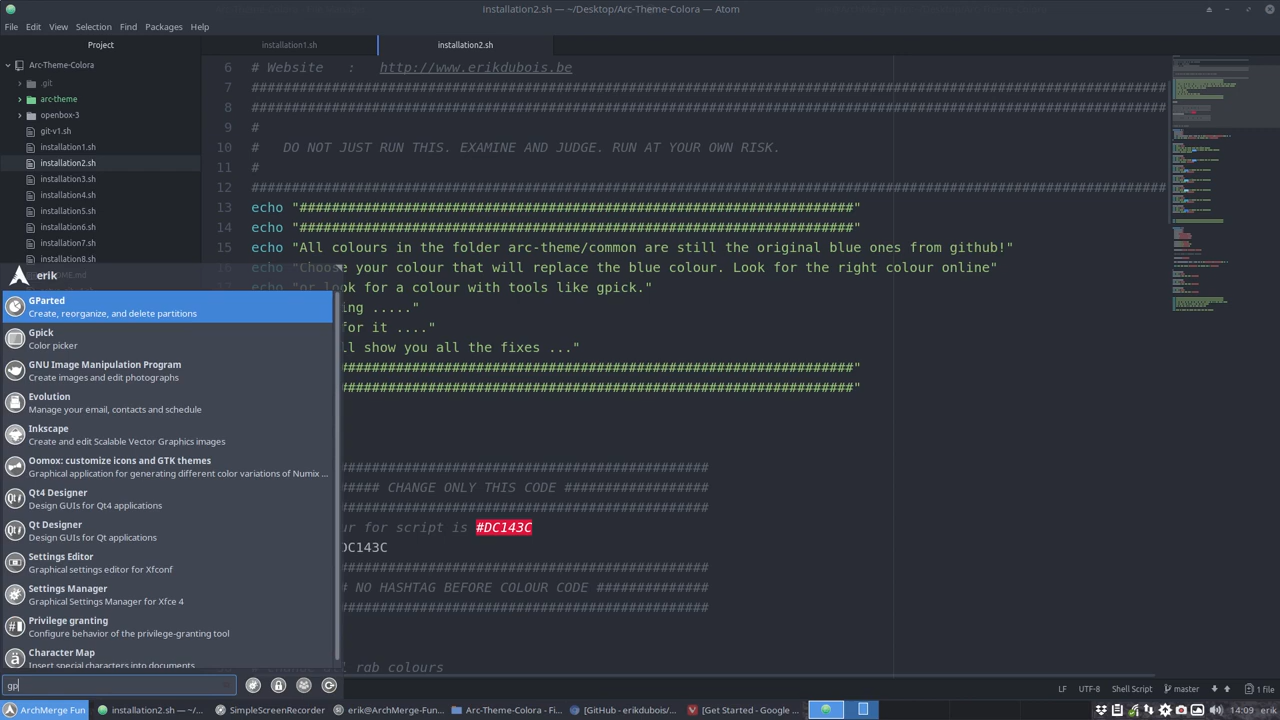 installation2.sh — ~/Desktop/Arc-Theme-Colora — Atom
File Edit View Selection Find Packages Help
Project
installation1.sh
installation2.sh
Arc-Theme-Colora
.git
arc-theme
openbox-3
git-v1.sh
installation1.sh
installation2.sh
installation3.sh
installation4.sh
installation5.sh
installation6.sh
installation7.sh
installation8.sh
6 # Website : http://www.erikdubois.be
7 ##################################################################################################################
8 ##################################################################################################################
9 #
10 # DO NOT JUST RUN THIS. EXAMINE AND JUDGE. RUN AT YOUR OWN RISK.
11 #
12 ##################################################################################################################
13 echo "#####################################################################"
14 echo "#####################################################################"
15 echo "All colours in the folder arc-theme/common are still the original blue ones from github!"
16 echo "Choose your colour that will replace the blue colour. Look for the right colour online"
echo "or look for a colour with tools like gpick."
ing ....."
for it ...."
ll show you all the fixes ..."
################################################################"
################################################################"
##############################################
####### CHANGE ONLY THIS CODE ##################
##############################################
ur for script is #DC143C
DC143C
##############################################
# NO HASHTAG BEFORE COLOUR CODE ##############
##############################################
all rgb colours
erik
GParted
Create, reorganize, and delete partitions
Gpick
Color picker
GNU Image Manipulation Program
Create images and edit photographs
Evolution
Manage your email, contacts and schedule
Inkscape
Create and edit Scalable Vector Graphics images
Oomox: customize icons and GTK themes
Graphical application for generating different color variations of Numix ...
Qt4 Designer
Design GUIs for Qt4 applications
Qt Designer
Design GUIs for Qt applications
Settings Editor
Graphical settings editor for Xfconf
Settings Manager
Graphical Settings Manager for Xfce 4
Privilege granting
Configure behavior of the privilege-granting tool
Character Map
Insert special characters into documents
gp
LF UTF-8 Shell Script master 1 file
ArchMerge Fun installation2.sh — ~/... SimpleScreenRecorder erik@ArchMerge-Fun... Arc-Theme-Colora - Fi... [GitHub - erikdubois/... [Get Started - Google ... 14:09 erik